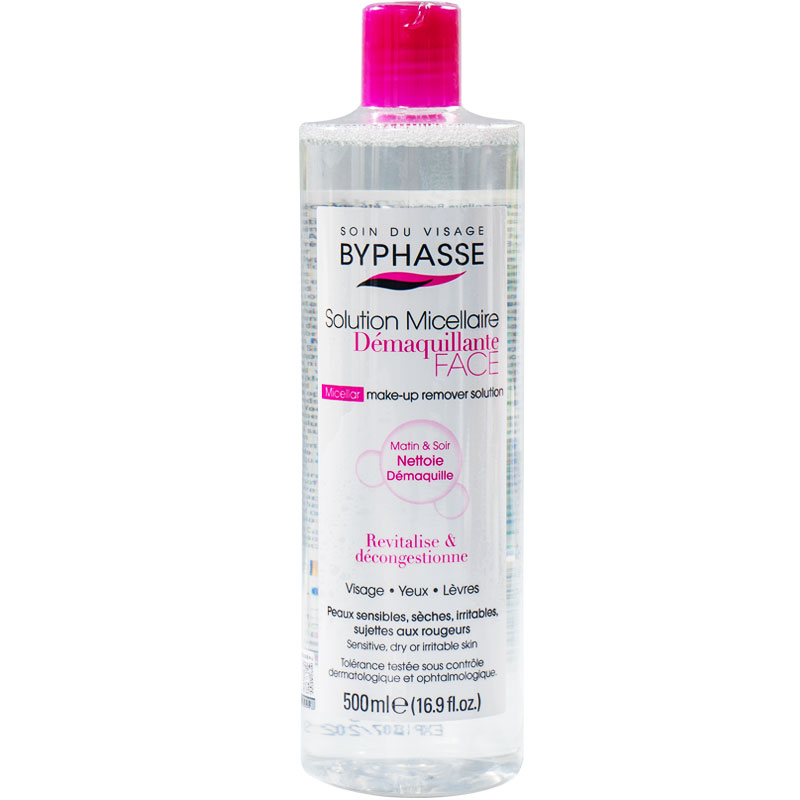 SOIN DU VISAGE
BYPHASSE
Solution Micellaire
Démaquillante
FACE
Micellar make-up remover solution
Matin & Soir
Nettoie
Démaquille
Revitalise &
décongestionne
Visage • Yeux • Lèvres
Peaux sensibles, sèches, irritables,
sujettes aux rougeurs
Sensitive, dry or irritable skin
Tolérance testée sous contrôle
dermatologique et ophtalmologique.
500ml℮(16.9 fl.oz.)